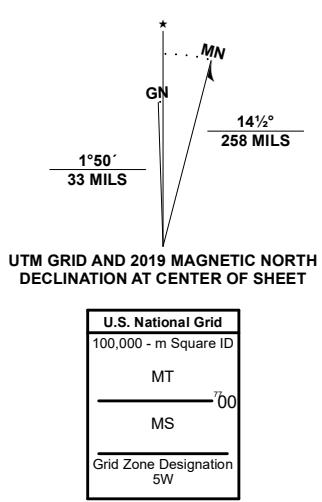 ★
MN
GN
14½°
258 MILS
1°50´
33 MILS
UTM GRID AND 2019 MAGNETIC NORTH
DECLINATION AT CENTER OF SHEET
U.S. National Grid
100,000 - m Square ID
MT
7700
MS
Grid Zone Designation
5W